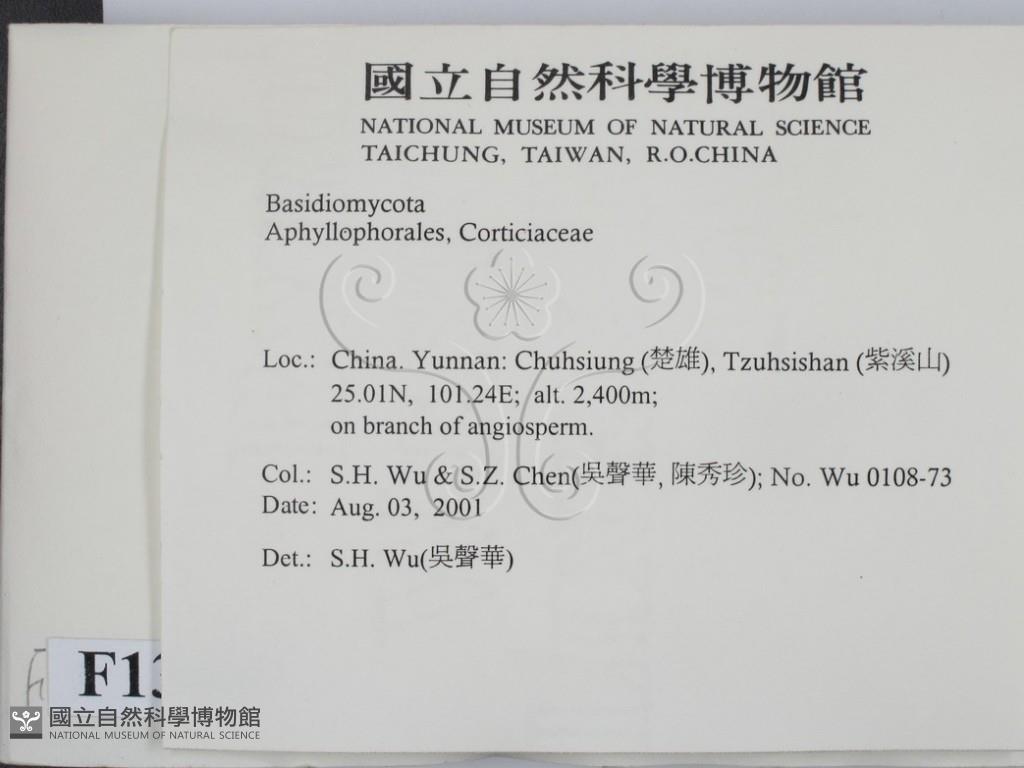 國立自然科學博物館
NATIONAL MUSEUM OF NATURAL SCIENCE
TAICHUNG, TAIWAN, R.O.CHINA
Basidiomycota
Aphyllophorales, Corticiaceae
Loc.: China. Yunnan: Chuhsiung (楚雄), Tzuhsishan (紫溪山)
25.01N, 101.24E; alt. 2,400m;
on branch of angiosperm.
Col.: S.H. Wu & S.Z. Chen(吳聲華, 陳秀珍); No. Wu 0108-73
Date: Aug. 03, 2001
Det.: S.H. Wu(吳聲華)
F13
國立自然科學博物館
NATIONAL MUSEUM OF NATURAL SCIENCE